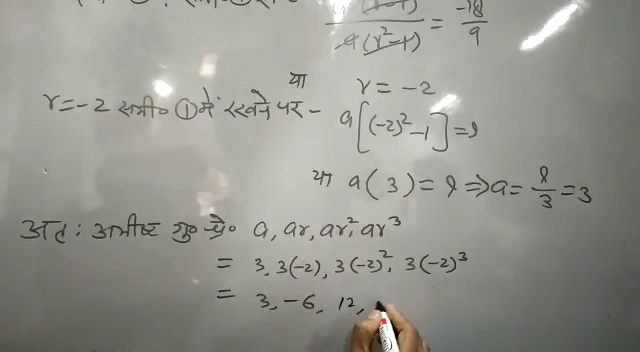 a(r²-1) = 9
या r = -2
r = -2 समी० ① में रखने पर - a[(-2)²-1] = 9
या a(3) = 9 ⇒ a = 9/3 = 3
अतः अभीष्ट गु० श्रे० a, ar, ar², ar³
= 3, 3(-2), 3(-2)², 3(-2)³
= 3, -6, 12,